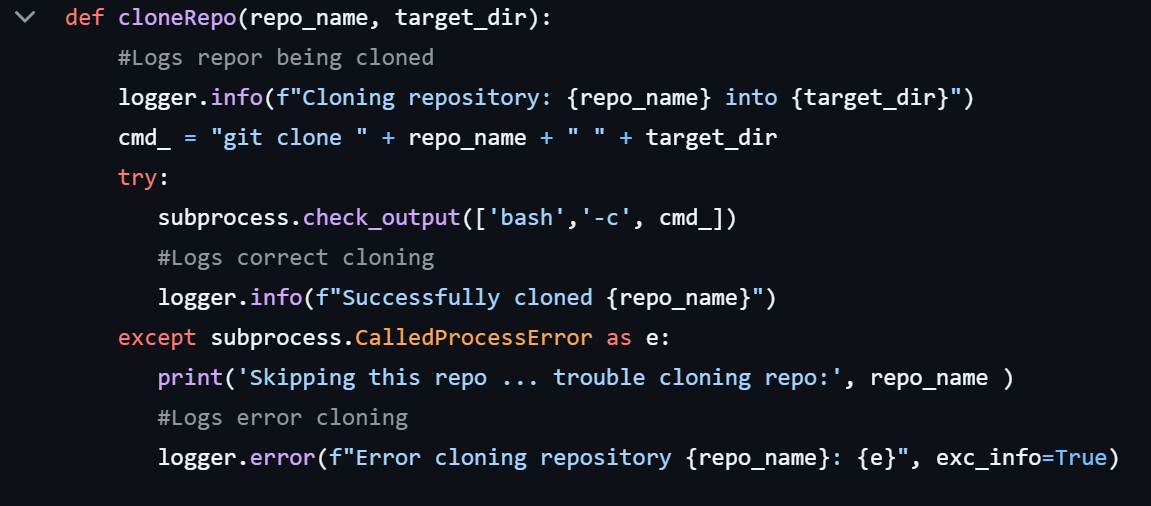 def cloneRepo(repo_name, target_dir):
#Logs repor being cloned
logger.info(f"Cloning repository: {repo_name} into {target_dir}")
cmd_ = "git clone " + repo_name + " " + target_dir
try:
subprocess.check_output(['bash','-c', cmd_])
#Logs correct cloning
logger.info(f"Successfully cloned {repo_name}")
except subprocess.CalledProcessError as e:
print('Skipping this repo ... trouble cloning repo:', repo_name )
#Logs error cloning
logger.error(f"Error cloning repository {repo_name}: {e}", exc_info=True)